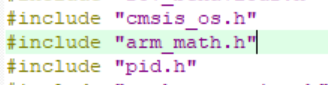 #include "cmsis_os.h"
#include "arm_math.h"
#include "pid.h"